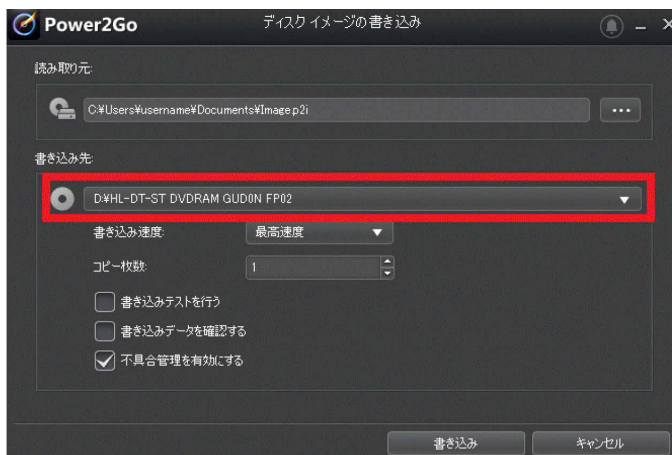 Power2Go
ディスク イメージの書き込み
読み取り元:
C:¥Users¥username¥Documents¥Image.p2i
...
書き込み先:
D:¥HL-DT-ST DVDRAM GUD0N FP02
書き込み速度:
最高速度
コピー枚数:
1
書き込みテストを行う
書き込みデータを確認する
不具合管理を有効にする
書き込み
キャンセル